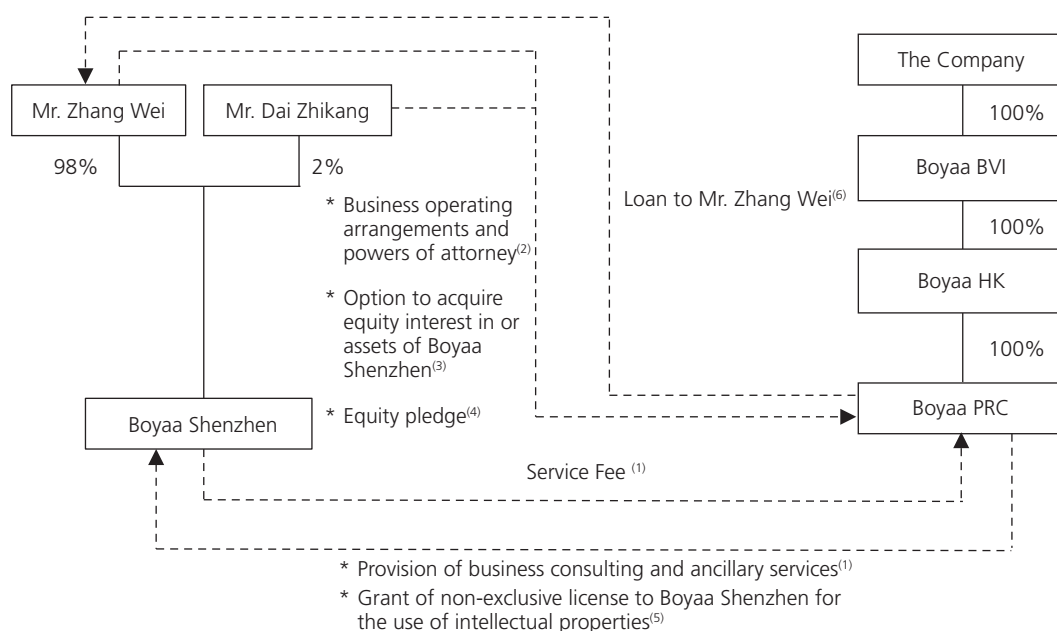 The Company
Mr. Zhang Wei
Mr. Dai Zhikang
100%
98%
2%
Boyaa BVI
Loan to Mr. Zhang Wei(6)
* Business operating
arrangements and
powers of attorney(2)
100%
Boyaa HK
* Option to acquire
equity interest in or
assets of Boyaa
Shenzhen(3)
100%
Boyaa Shenzhen
* Equity pledge(4)
Boyaa PRC
Service Fee (1)
* Provision of business consulting and ancillary services(1)
* Grant of non-exclusive license to Boyaa Shenzhen for
the use of intellectual properties(5)